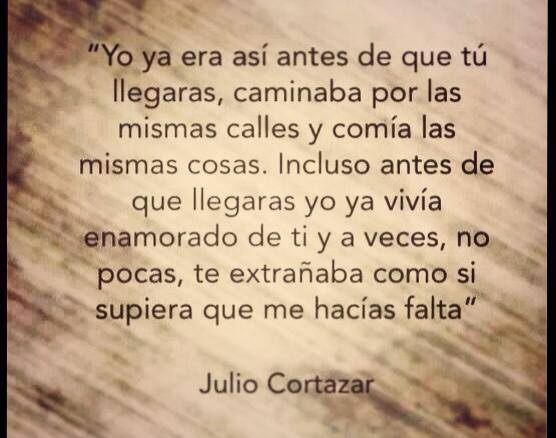 “Yo ya era así antes de que tú
llegaras, caminaba por las
mismas calles y comía las
mismas cosas. Incluso antes de
que llegaras yo ya vivía
enamorado de ti y a veces, no
pocas, te extrañaba como si
supiera que me hacías falta”
Julio Cortazar